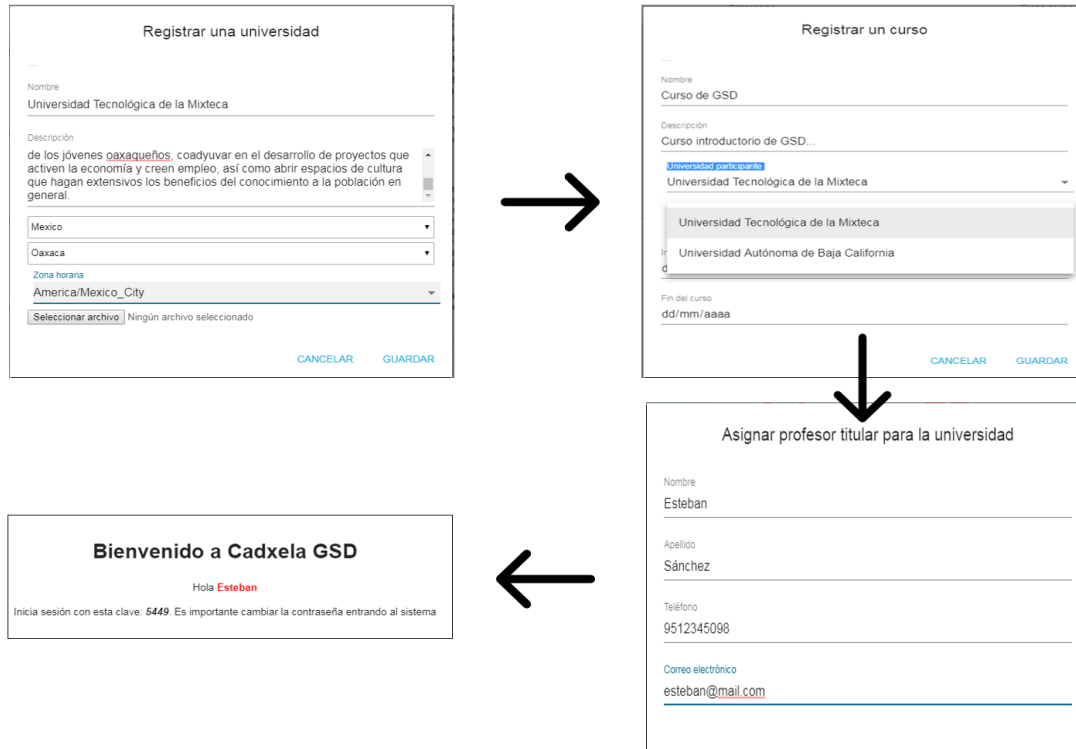 Registrar una universidad
...
Nombre
Universidad Tecnológica de la Mixteca
Descripción
de los jóvenes oaxaqueños, coadyuvar en el desarrollo de proyectos que
activen la economía y creen empleo, así como abrir espacios de cultura
que hagan extensivos los beneficios del conocimiento a la población en
general.
Mexico
Oaxaca
Zona horaria
America/Mexico_City
Seleccionar archivo Ningún archivo seleccionado
CANCELAR GUARDAR
Registrar un curso
...
Nombre
Curso de GSD
Descripción
Curso introductorio de GSD...
Universidad participante
Universidad Tecnológica de la Mixteca
Universidad Tecnológica de la Mixteca
Universidad Autónoma de Baja California
Fin del curso
dd/mm/aaaa
CANCELAR GUARDAR
Asignar profesor titular para la universidad
Nombre
Esteban
Apellido
Sánchez
Teléfono
9512345098
Correo electrónico
esteban@mail.com
Bienvenido a Cadxela GSD
Hola Esteban
Inicia sesión con esta clave: 5449. Es importante cambiar la contraseña entrando al sistema